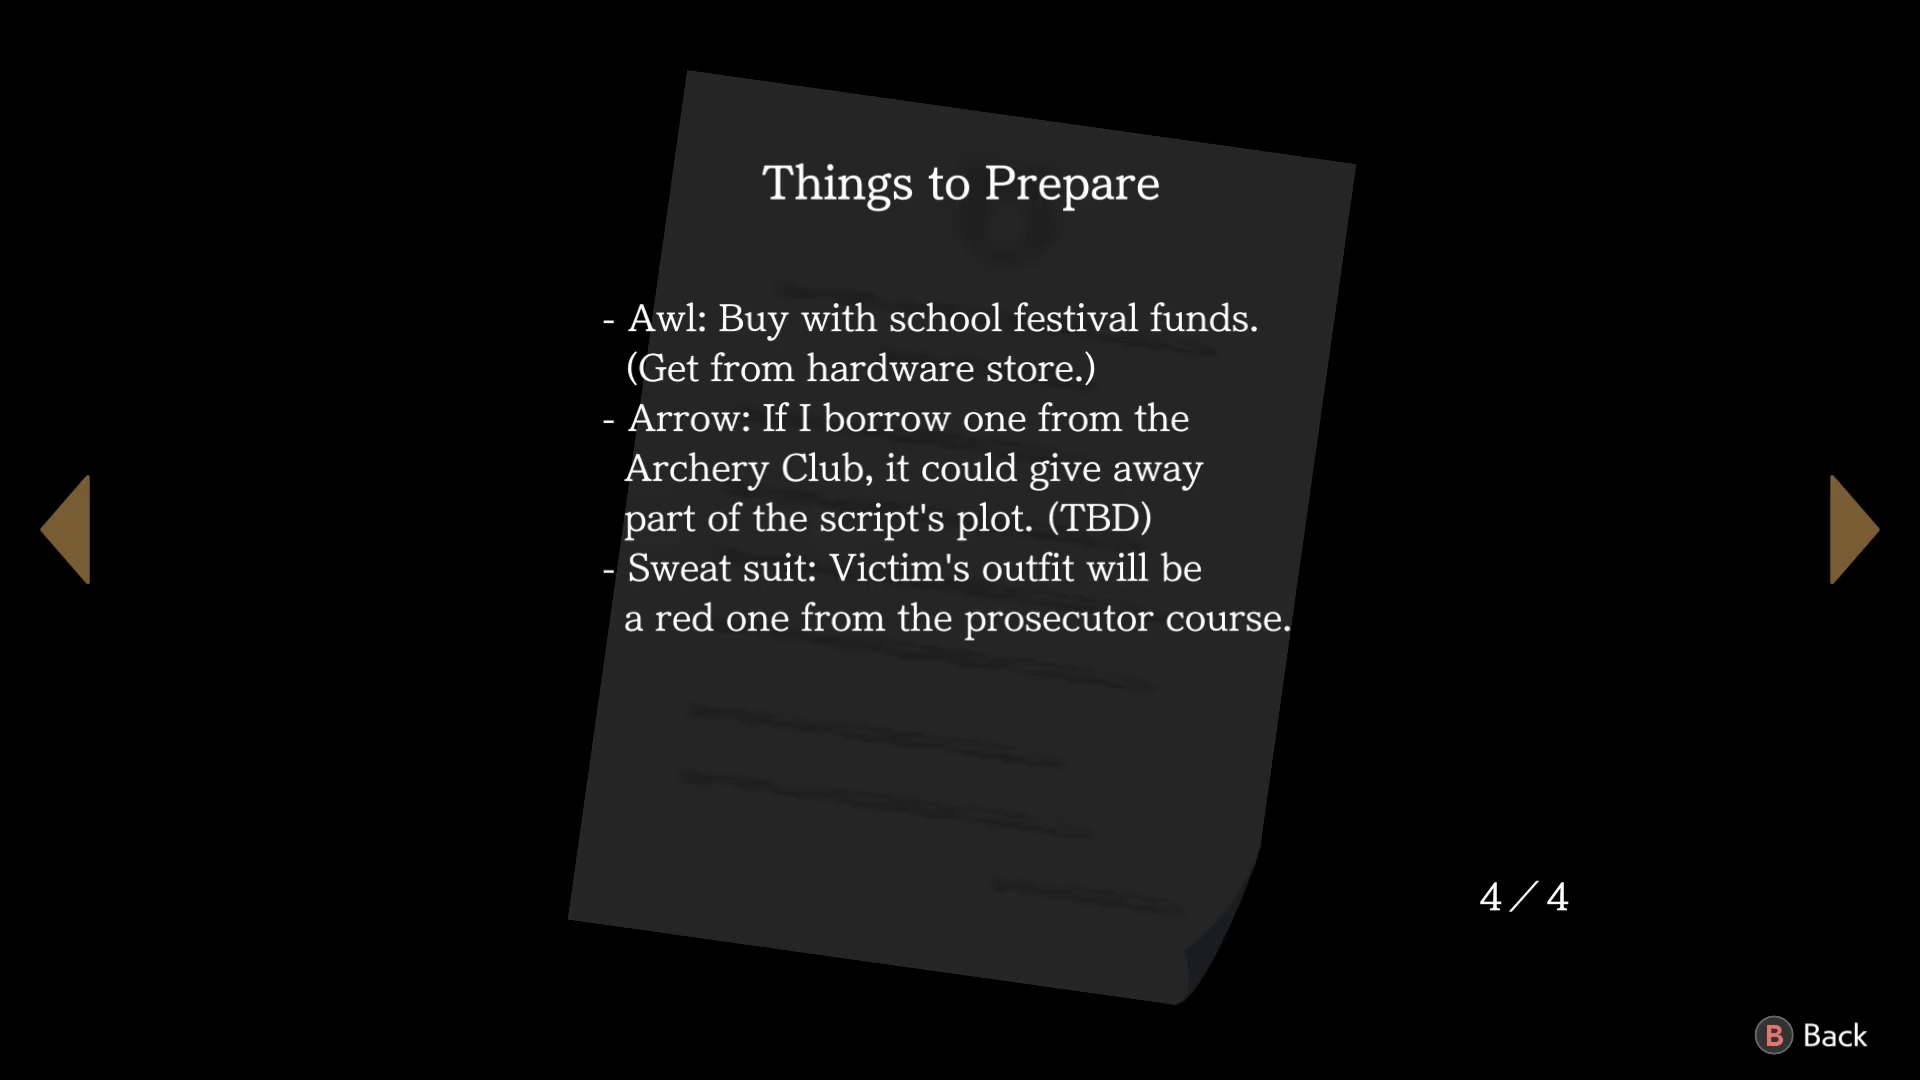 Things to Prepare
- Awl: Buy with school festival funds.
(Get from hardware store.)
- Arrow: If I borrow one from the
Archery Club, it could give away
part of the script's plot. (TBD)
- Sweat suit: Victim's outfit will be
a red one from the prosecutor course.
4／4
B Back